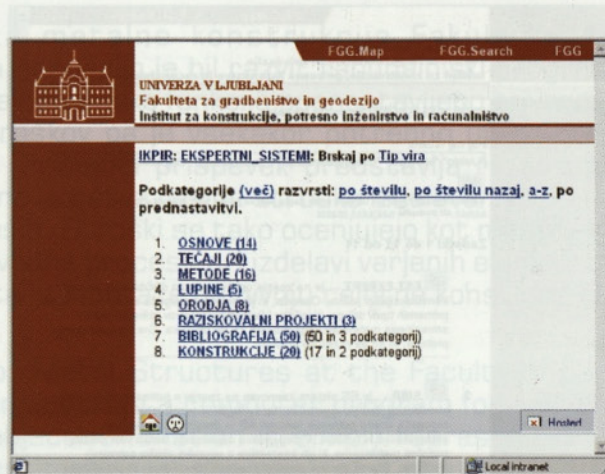 FGG.Map FGG.Search FGG
UNIVERZA V LJUBLJANI
Fakulteta za gradbeništvo in geodezijo
Inštitut za konstrukcije, potresno inženirstvo in računalništvo
IKPIR: EKSPERTNI_SISTEMI: Brskaj po Tip vira
Podkategorije (več) razvrsti: po številu, po številu nazaj, a-z, po
prednastavitvi.
1. OSNOVE (14)
2. TEČAJI (20)
3. METODE (16)
4. LUPINE (5)
5. ORODJA (8)
6. RAZISKOVALNI PROJEKTI (3)
7. BIBLIOGRAFIJA (50) (50 in 3 podkategorij)
8. KONSTRUKCIJE (20) (17 in 2 podkategorij)
Hosted
Local intranet